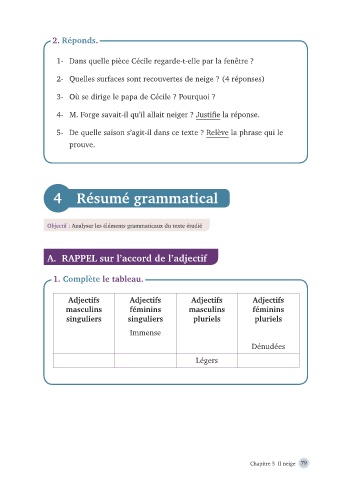 2. Réponds.
1- Dans quelle pièce Cécile regarde-t-elle par la fenêtre ?
2- Quelles surfaces sont recouvertes de neige ? (4 réponses)
3- Où se dirige le papa de Cécile ? Pourquoi ?
4- M. Forge savait-il qu'il allait neiger ? Justifie la réponse.
5- De quelle saison s'agit-il dans ce texte ? Relève la phrase qui le
prouve.
4 Résumé grammatical
Objectif : Analyser les éléments grammaticaux du texte étudié
A. RAPPEL sur l'accord de l'adjectif
1. Complète le tableau.
Adjectifs masculins singuliers
Adjectifs féminins singuliers
Adjectifs masculins pluriels
Adjectifs féminins pluriels
Immense
Dénudées
Légers
Chapitre 5 Il neige 79